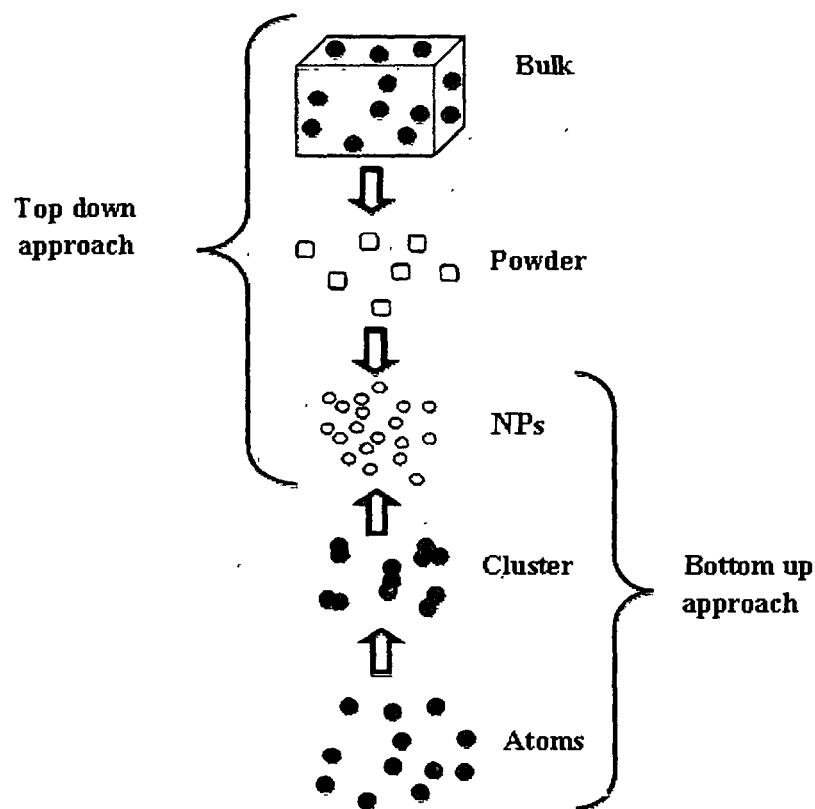 Bulk
Top down
approach
Powder
NPs
Cluster
Bottom up
approach
Atoms